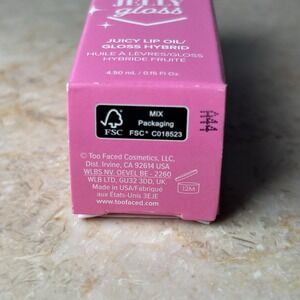 JELLY
gloss
JUICY LIP OIL/
GLOSS HYBRID
HUILE À LÈVRES/GLOSS
HYBRIDE FRUITÉ
4.50 mL / 0.15 Fl Oz.
FSC
MIX
Packaging
FSC® C018523
© Too Faced Cosmetics, LLC,
Dist. Irvine, CA 92614 USA
WLBS NV, OEVEL BE - 2260
WLB LTD, GU32 3DD, UK,
Made in USA/Fabriqué
aux États-Unis 3EJE
www.toofaced.com
12M